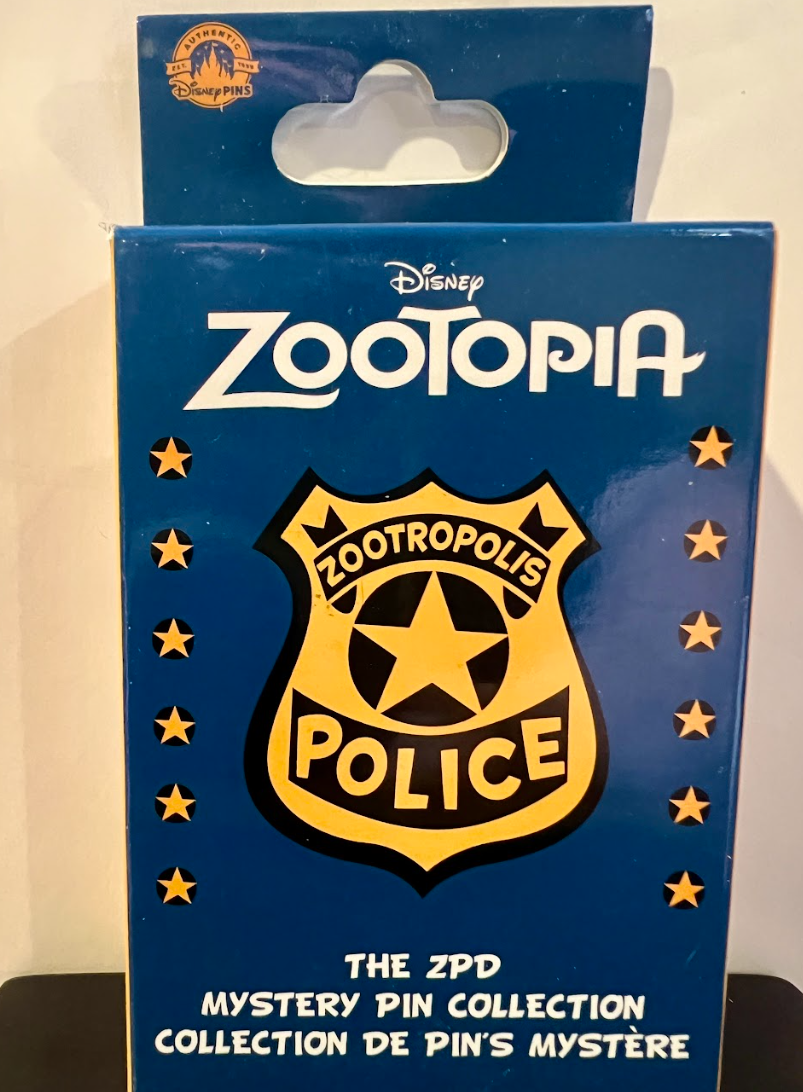 AUTHENTIC
EST. 1999
Disney PINS
Disney
ZOOTOPIA
ZOOTROPOLIS
POLICE
THE ZPD
MYSTERY PIN COLLECTION
COLLECTION DE PIN'S MYSTÈRE